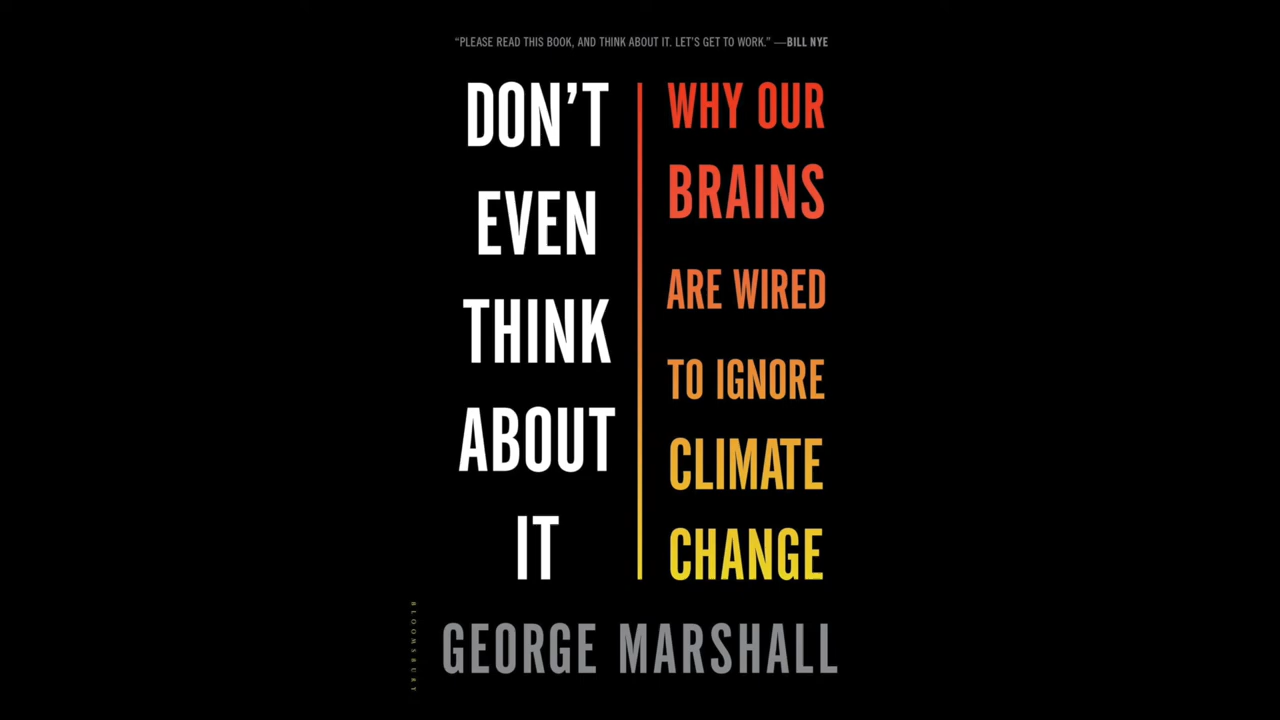 “PLEASE READ THIS BOOK, AND THINK ABOUT IT. LET’S GET TO WORK.” —BILL NYE
DON’T
EVEN
THINK
ABOUT
IT
WHY OUR
BRAINS
ARE WIRED
TO IGNORE
CLIMATE
CHANGE
BLOOMSBURY
GEORGE MARSHALL